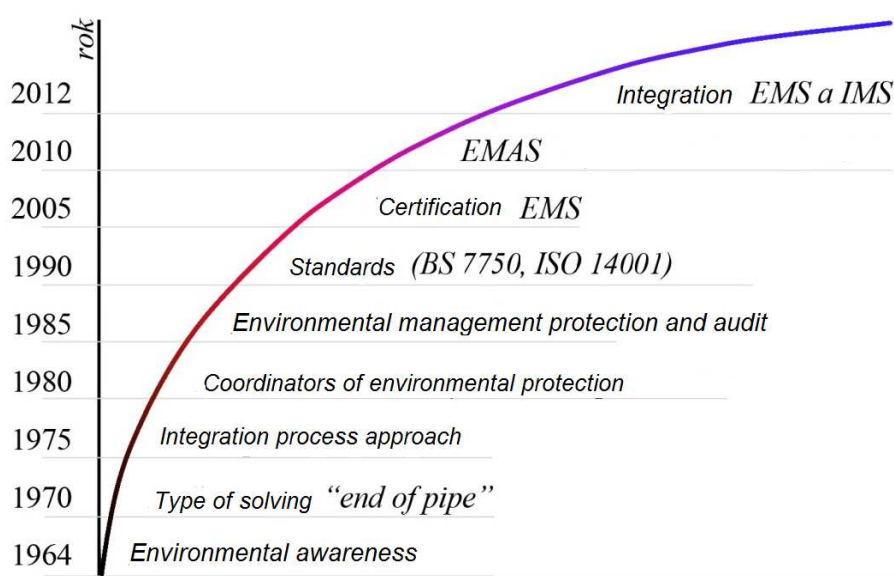 rok
2012 Integration EMS a IMS
2010 EMAS
2005 Certification EMS
1990 Standards (BS 7750, ISO 14001)
1985 Environmental management protection and audit
1980 Coordinators of environmental protection
1975 Integration process approach
1970 Type of solving “end of pipe”
1964 Environmental awareness